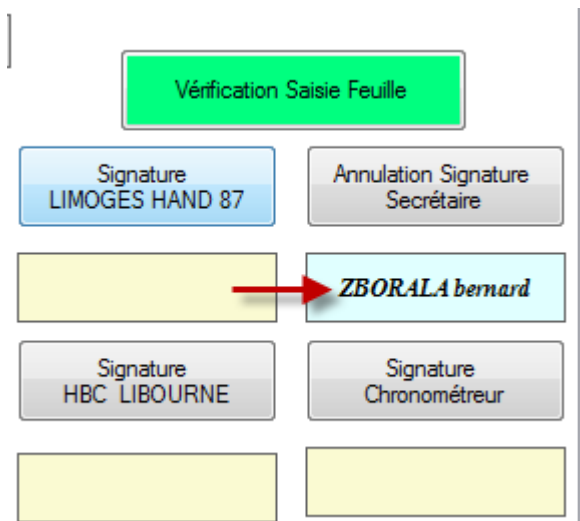 Vérification Saisie Feuille
Signature
LIMOGES HAND 87
Annulation Signature
Secrétaire
ZBORALA bernard
Signature
HBC LIBOURNE
Signature
Chronométreur